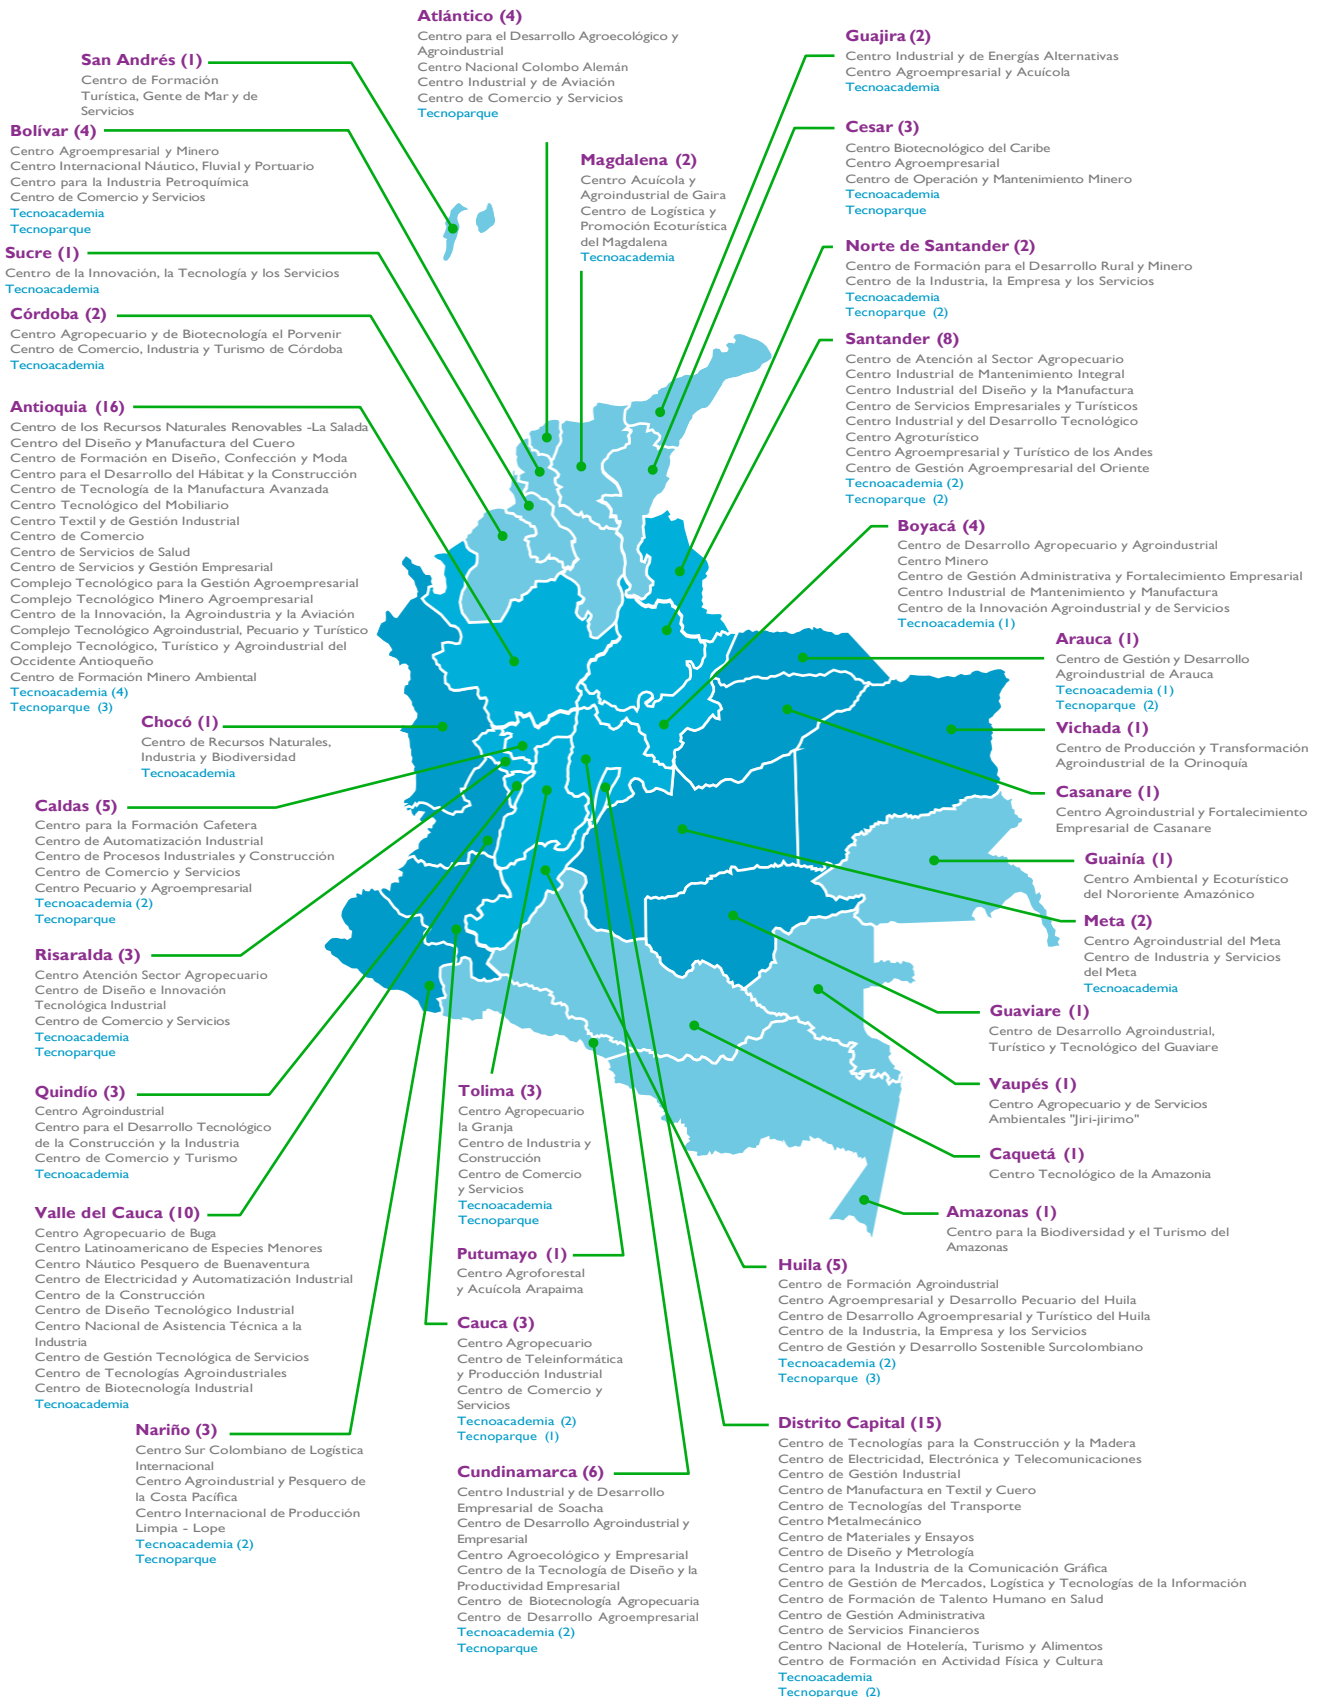 Atlántico (4)
Centro para el Desarrollo Agroecológico y
Agroindustrial
Centro Nacional Colombo Alemán
Centro Industrial y de Aviación
Centro de Comercio y Servicios
Tecnoparque
San Andrés (1)
Centro de Formación
Turística, Gente de Mar y de
Servicios
Bolívar (4)
Centro Agroempresarial y Minero
Centro Internacional Náutico, Fluvial y Portuario
Centro para la Industria Petroquímica
Centro de Comercio y Servicios
Tecnoacademia
Tecnoparque
Sucre (1)
Centro de la Innovación, la Tecnología y los Servicios
Tecnoacademia
Córdoba (2)
Centro Agropecuario y de Biotecnología el Porvenir
Centro de Comercio, Industria y Turismo de Córdoba
Tecnoacademia
Antioquia (16)
Centro de los Recursos Naturales Renovables -La Salada
Centro del Diseño y Manufactura del Cuero
Centro de Formación en Diseño, Confección y Moda
Centro para el Desarrollo del Hábitat y la Construcción
Centro de Tecnología de la Manufactura Avanzada
Centro Tecnológico del Mobiliario
Centro Textil y de Gestión Industrial
Centro de Comercio
Centro de Servicios de Salud
Centro de Servicios y Gestión Empresarial
Complejo Tecnológico para la Gestión Agroempresarial
Complejo Tecnológico Minero Agroempresarial
Centro de la Innovación, la Agroindustria y la Aviación
Complejo Tecnológico Agroindustrial, Pecuario y Turístico
Complejo Tecnológico, Turístico y Agroindustrial del
Occidente Antioqueño
Centro de Formación Minero Ambiental
Tecnoacademia (4)
Tecnoparque (3)
Chocó (1)
Centro de Recursos Naturales,
Industria y Biodiversidad
Tecnoacademia
Caldas (5)
Centro para la Formación Cafetera
Centro de Automatización Industrial
Centro de Procesos Industriales y Construcción
Centro de Comercio y Servicios
Centro Pecuario y Agroempresarial
Tecnoacademia (2)
Tecnoparque
Risaralda (3)
Centro Atención Sector Agropecuario
Centro de Diseño e Innovación
Tecnológica Industrial
Centro de Comercio y Servicios
Tecnoacademia
Tecnoparque
Quindío (3)
Centro Agroindustrial
Centro para el Desarrollo Tecnológico
de la Construcción y la Industria
Centro de Comercio y Turismo
Tecnoacademia
Valle del Cauca (10)
Centro Agropecuario de Buga
Centro Latinoamericano de Especies Menores
Centro Náutico Pesquero de Buenaventura
Centro de Electricidad y Automatización Industrial
Centro de la Construcción
Centro de Diseño Tecnológico Industrial
Centro Nacional de Asistencia Técnica a la
Industria
Centro de Gestión Tecnológica de Servicios
Centro de Tecnologías Agroindustriales
Centro de Biotecnología Industrial
Tecnoacademia
Nariño (3)
Centro Sur Colombiano de Logística
Internacional
Centro Agroindustrial y Pesquero de
la Costa Pacífica
Centro Internacional de Producción
Limpia - Lope
Tecnoacademia (2)
Tecnoparque
Magdalena (2)
Centro Acuícola y
Agroindustrial de Gaira
Centro de Logística y
Promoción Ecoturística
del Magdalena
Tecnoacademia
Tolima (3)
Centro Agropecuario
la Granja
Centro de Industria y
Construcción
Centro de Comercio
y Servicios
Tecnoacademia
Tecnoparque
Putumayo (1)
Centro Agroforestal
y Acuícola Arapaima
Cauca (3)
Centro Agropecuario
Centro de Teleinformática
y Producción Industrial
Centro de Comercio y
Servicios
Tecnoacademia (2)
Tecnoparque (1)
Cundinamarca (6)
Centro Industrial y de Desarrollo
Empresarial de Soacha
Centro de Desarrollo Agroindustrial y
Empresarial
Centro Agroecológico y Empresarial
Centro de la Tecnología de Diseño y la
Productividad Empresarial
Centro de Biotecnología Agropecuaria
Centro de Desarrollo Agroempresarial
Tecnoacademia (2)
Tecnoparque
Guajira (2)
Centro Industrial y de Energías Alternativas
Centro Agroempresarial y Acuícola
Tecnoacademia
Cesar (3)
Centro Biotecnológico del Caribe
Centro Agroempresarial
Centro de Operación y Mantenimiento Minero
Tecnoacademia
Tecnoparque
Norte de Santander (2)
Centro de Formación para el Desarrollo Rural y Minero
Centro de la Industria, la Empresa y los Servicios
Tecnoacademia
Tecnoparque (2)
Santander (8)
Centro de Atención al Sector Agropecuario
Centro Industrial de Mantenimiento Integral
Centro Industrial del Diseño y la Manufactura
Centro de Servicios Empresariales y Turísticos
Centro Industrial y del Desarrollo Tecnológico
Centro Agroturístico
Centro Agroempresarial y Turístico de los Andes
Centro de Gestión Agroempresarial del Oriente
Tecnoacademia (2)
Tecnoparque (2)
Boyacá (4)
Centro de Desarrollo Agropecuario y Agroindustrial
Centro Minero
Centro de Gestión Administrativa y Fortalecimiento Empresarial
Centro Industrial de Mantenimiento y Manufactura
Centro de la Innovación Agroindustrial y de Servicios
Tecnoacademia (1)
Arauca (1)
Centro de Gestión y Desarrollo
Agroindustrial de Arauca
Tecnoacademia (1)
Tecnoparque (2)
Vichada (1)
Centro de Producción y Transformación
Agroindustrial de la Orinoquía
Casanare (1)
Centro Agroindustrial y Fortalecimiento
Empresarial de Casanare
Guainía (1)
Centro Ambiental y Ecoturístico
del Nororiente Amazónico
Meta (2)
Centro Agroindustrial del Meta
Centro de Industria y Servicios
del Meta
Tecnoacademia
Guaviare (1)
Centro de Desarrollo Agroindustrial,
Turístico y Tecnológico del Guaviare
Vaupés (1)
Centro Agropecuario y de Servicios
Ambientales "Jiri-jirimo"
Caquetá (1)
Centro Tecnológico de la Amazonia
Amazonas (1)
Centro para la Biodiversidad y el Turismo del
Amazonas
Huila (5)
Centro de Formación Agroindustrial
Centro Agroempresarial y Desarrollo Pecuario del Huila
Centro de Desarrollo Agroempresarial y Turístico del Huila
Centro de la Industria, la Empresa y los Servicios
Centro de Gestión y Desarrollo Sostenible Surcolombiano
Tecnoacademia (2)
Tecnoparque (3)
Distrito Capital (15)
Centro de Tecnologías para la Construcción y la Madera
Centro de Electricidad, Electrónica y Telecomunicaciones
Centro de Gestión Industrial
Centro de Manufactura en Textil y Cuero
Centro de Tecnologías del Transporte
Centro Metalmecánico
Centro de Materiales y Ensayos
Centro de Diseño y Metrología
Centro para la Industria de la Comunicación Gráfica
Centro de Gestión de Mercados, Logística y Tecnologías de la Información
Centro de Formación de Talento Humano en Salud
Centro de Gestión Administrativa
Centro de Servicios Financieros
Centro Nacional de Hotelería, Turismo y Alimentos
Centro de Formación en Actividad Física y Cultura
Tecnoacademia
Tecnoparque (2)